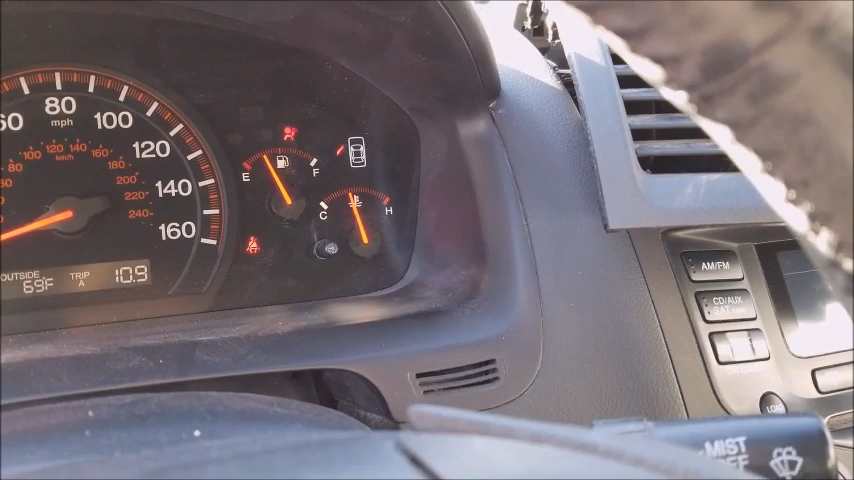 60
80
mph
100
120
140
160
60
80
100
120
140
160
km/h
180
200
220
240
E
F
C
H
OUTSIDE
69F
TRIP
A
10.9
AM/FM
CD/AUX
LOAD
MIST